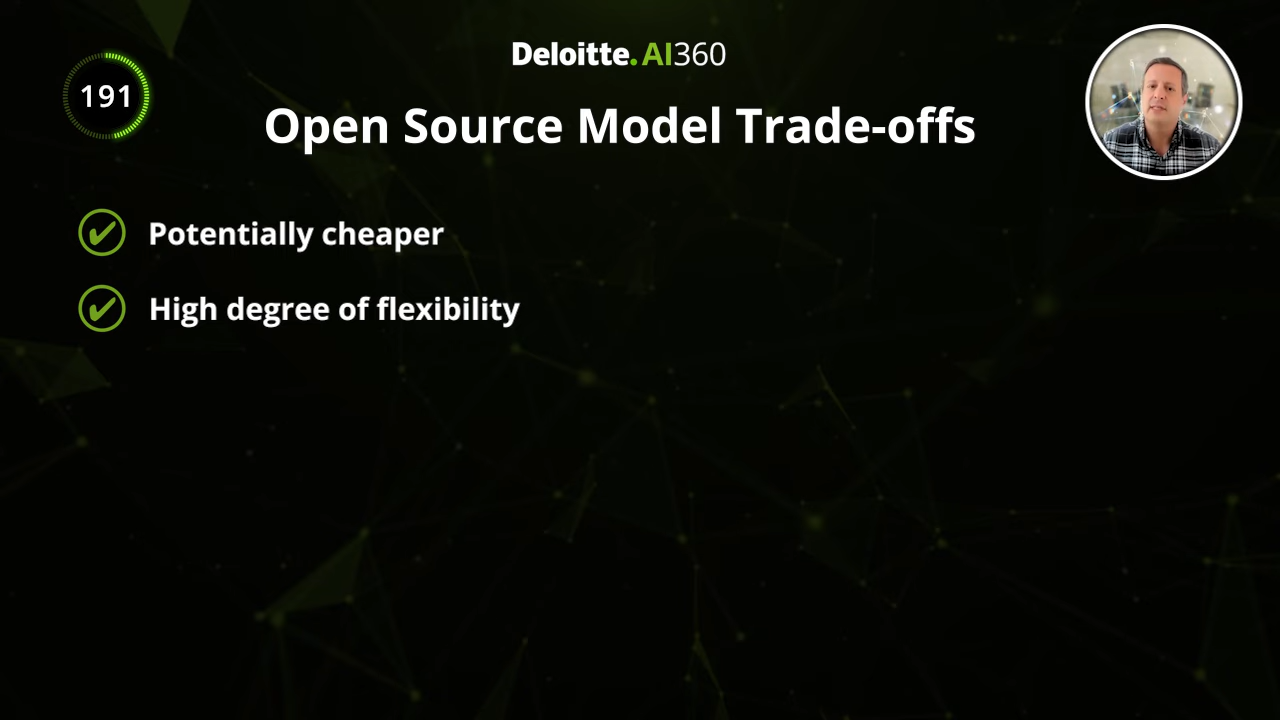 Deloitte. AI360
191
Open Source Model Trade-offs
Potentially cheaper
High degree of flexibility